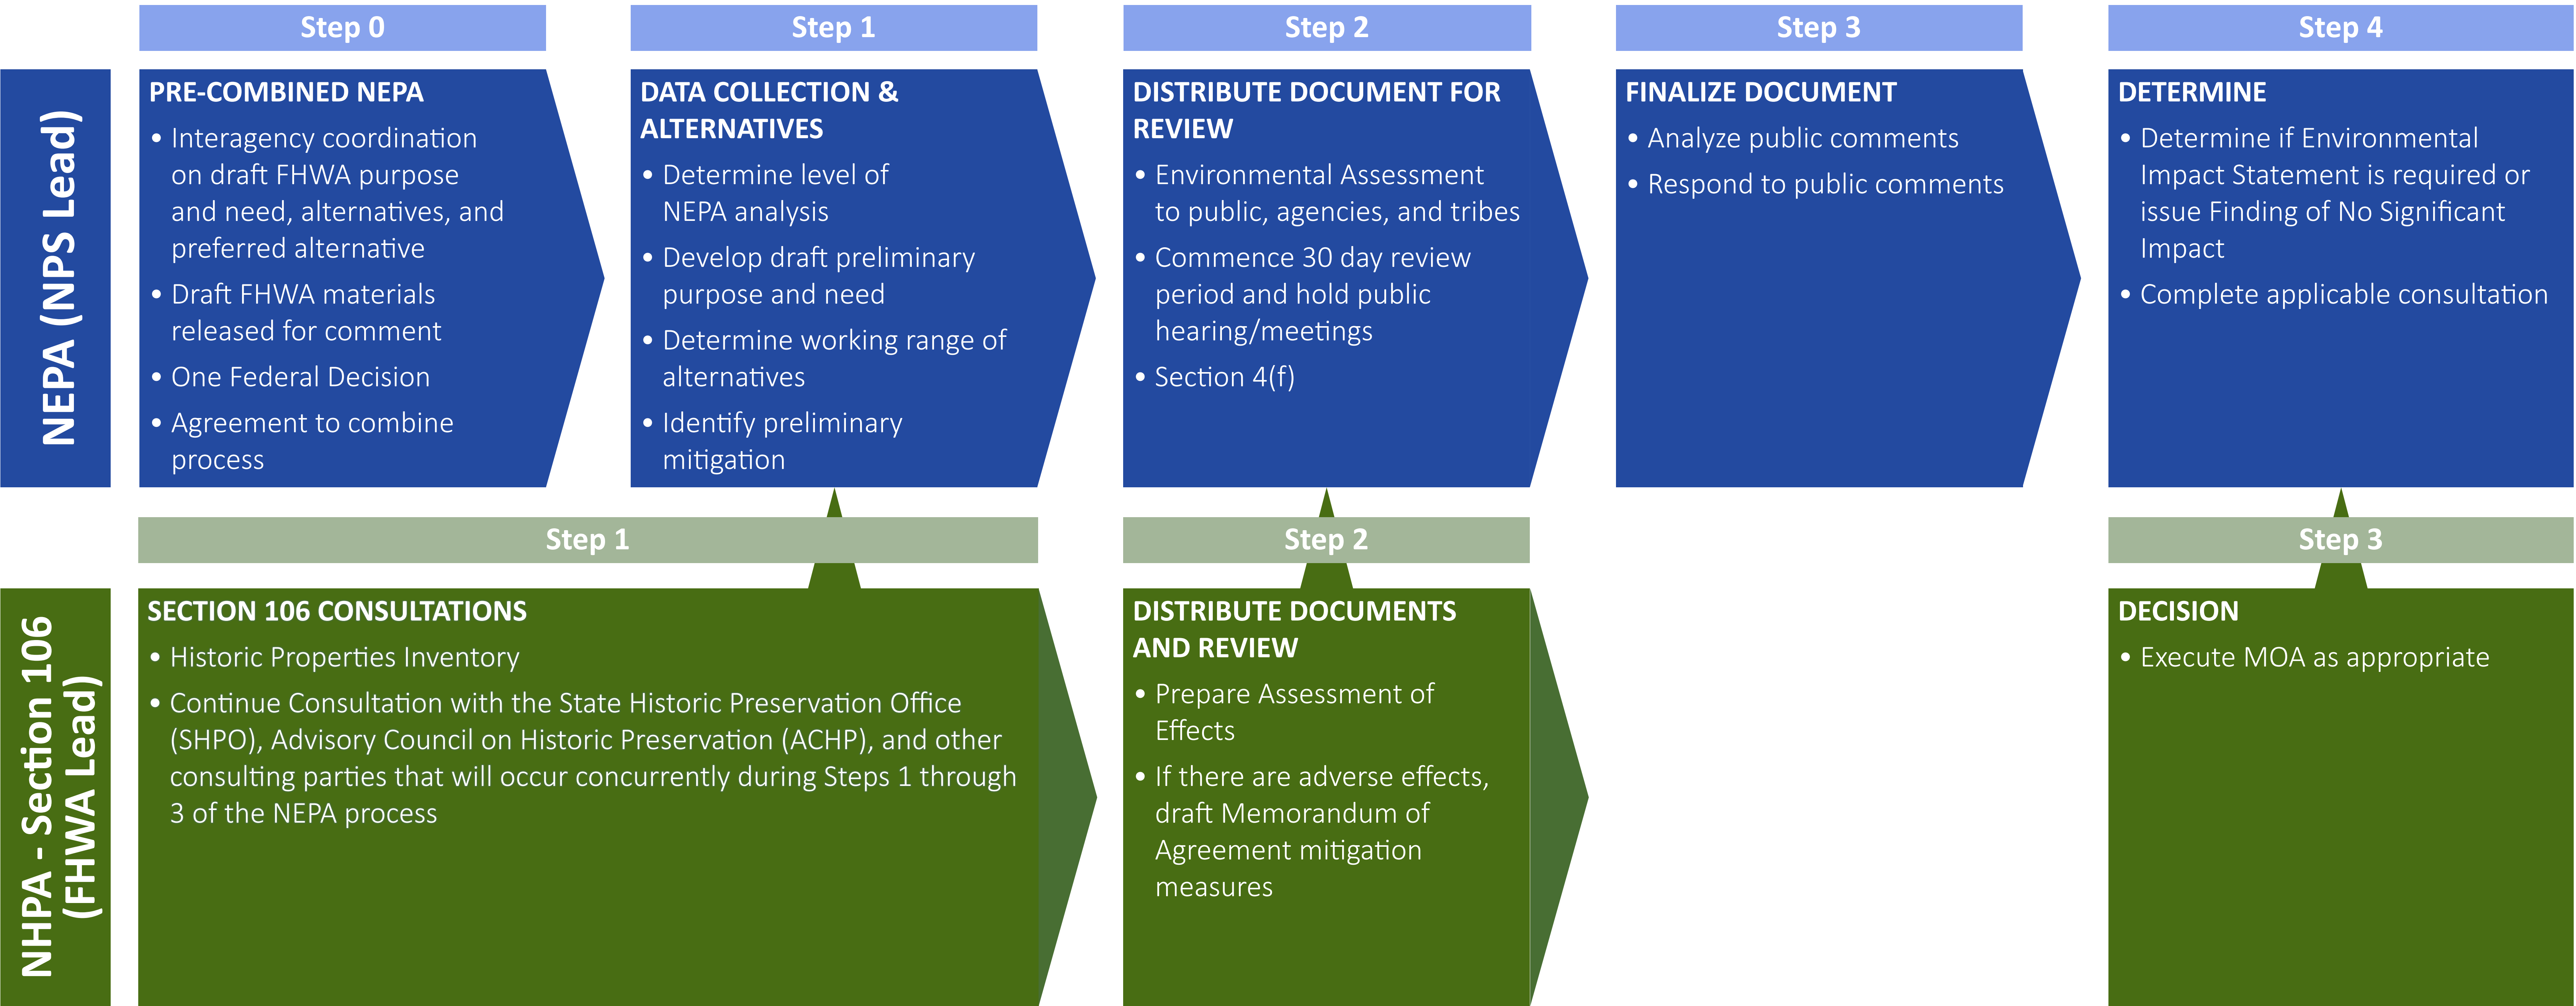 Step 0
Step 1
Step 2
Step 3
Step 4
NEPA (NPS Lead)
PRE-COMBINED NEPA
• Interagency coordination
on draft FHWA purpose
and need, alternatives, and
preferred alternative
• Draft FHWA materials
released for comment
• One Federal Decision
• Agreement to combine
process
DATA COLLECTION &
ALTERNATIVES
• Determine level of
NEPA analysis
• Develop draft preliminary
purpose and need
• Determine working range of
alternatives
• Identify preliminary
mitigation
DISTRIBUTE DOCUMENT FOR
REVIEW
• Environmental Assessment
to public, agencies, and tribes
• Commence 30 day review
period and hold public
hearing/meetings
• Section 4(f)
FINALIZE DOCUMENT
• Analyze public comments
• Respond to public comments
DETERMINE
• Determine if Environmental
Impact Statement is required or
issue Finding of No Significant
Impact
• Complete applicable consultation
Step 1
Step 2
Step 3
NHPA - Section 106
(FHWA Lead)
SECTION 106 CONSULTATIONS
• Historic Properties Inventory
• Continue Consultation with the State Historic Preservation Office
(SHPO), Advisory Council on Historic Preservation (ACHP), and other
consulting parties that will occur concurrently during Steps 1 through
3 of the NEPA process
DISTRIBUTE DOCUMENTS
AND REVIEW
• Prepare Assessment of
Effects
• If there are adverse effects,
draft Memorandum of
Agreement mitigation
measures
DECISION
• Execute MOA as appropriate